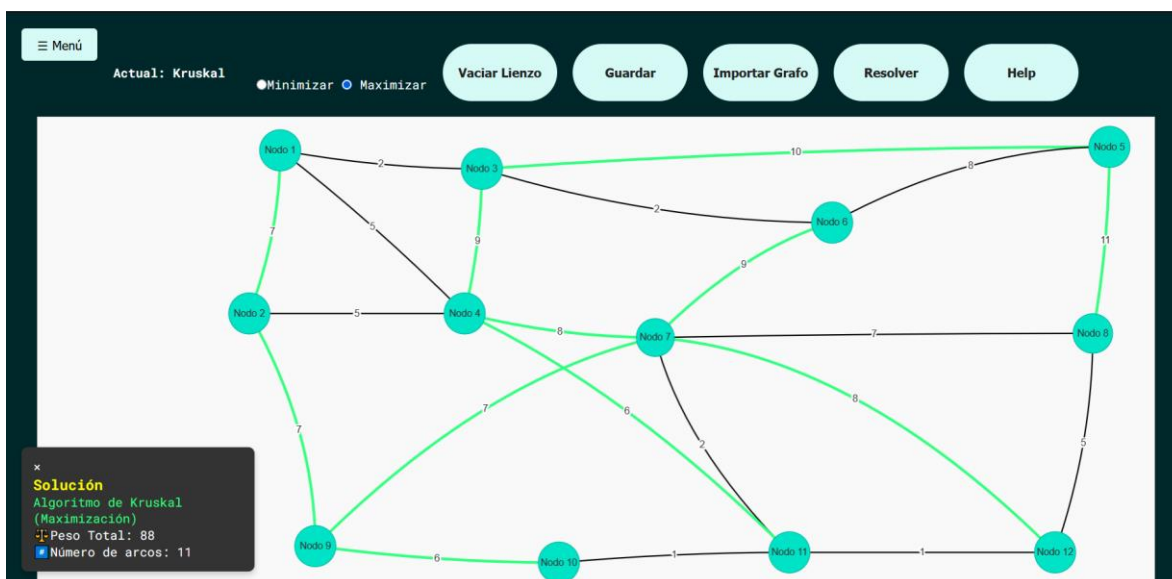 ☰ Menú
Actual: Kruskal
Minimizar Maximizar
Vaciar Lienzo
Guardar
Importar Grafo
Resolver
Help
Nodo 1
2
Nodo 3
10
Nodo 5
8
2
Nodo 6
5
7
9
11
9
Nodo 2
5
Nodo 4
8
Nodo 7
7
Nodo 8
8
7
6
7
2
5
×
Solución
Algoritmo de Kruskal
(Maximización)
Peso Total: 88
# Número de arcos: 11
Nodo 9
6
Nodo 10
1
Nodo 11
1
Nodo 12